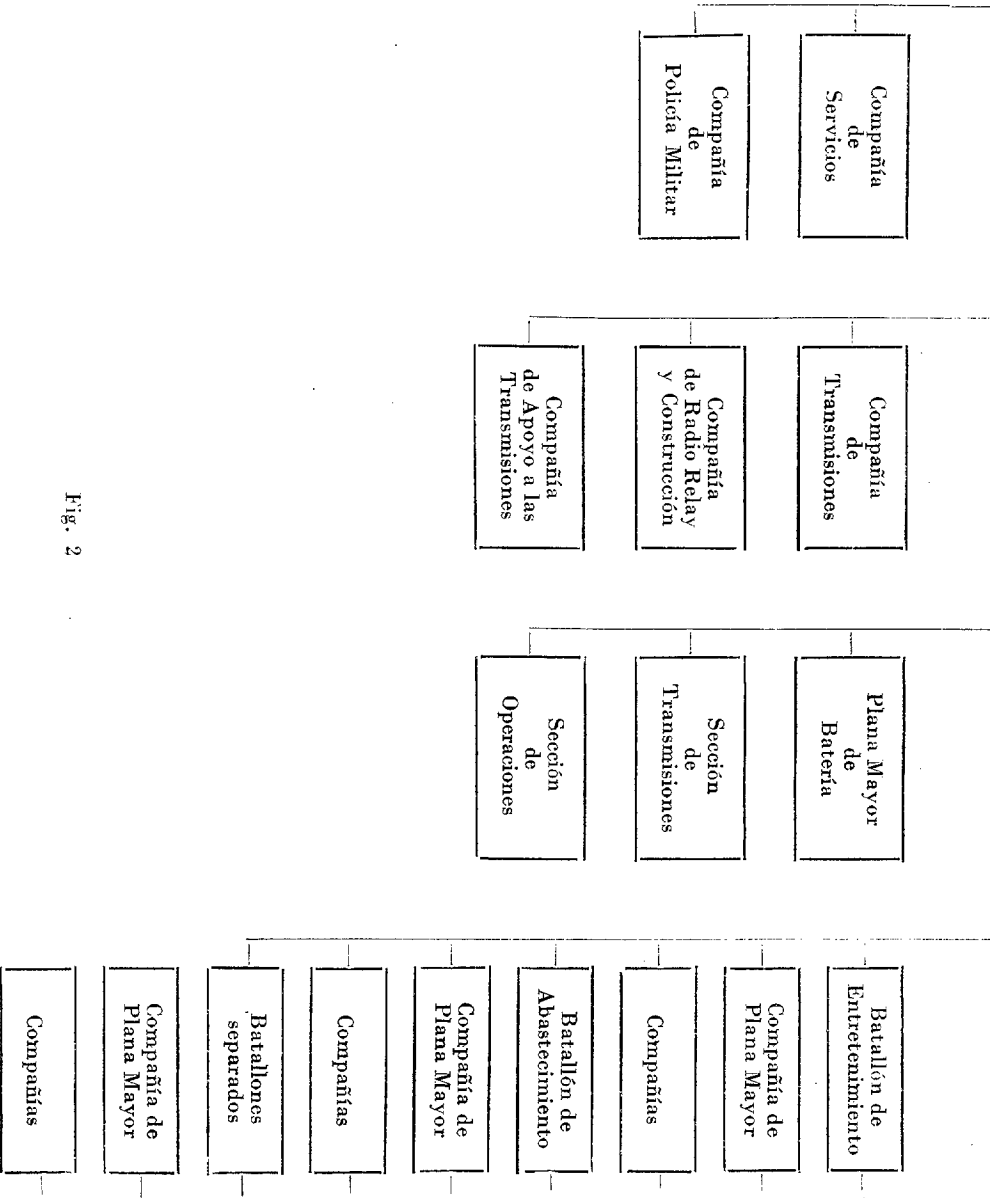 Compañía
de
Servicios
Compañía
de
Policía Militar
Compañía
de
Transmisiones
Compañía
de Radio Relay
y Construcción
Compañía
de Apoyo a las
Transmisiones
Plana Mayor
de
Batería
Sección
de
Transmisiones
Sección
de
Operaciones
Batallón de
Entretenimiento
Compañía de
Plana Mayor
Compañías
Batallón de
Abastecimiento
Compañía de
Plana Mayor
Compañías
Batallones
separados
Compañía de
Plana Mayor
Compañías
Fig. 2